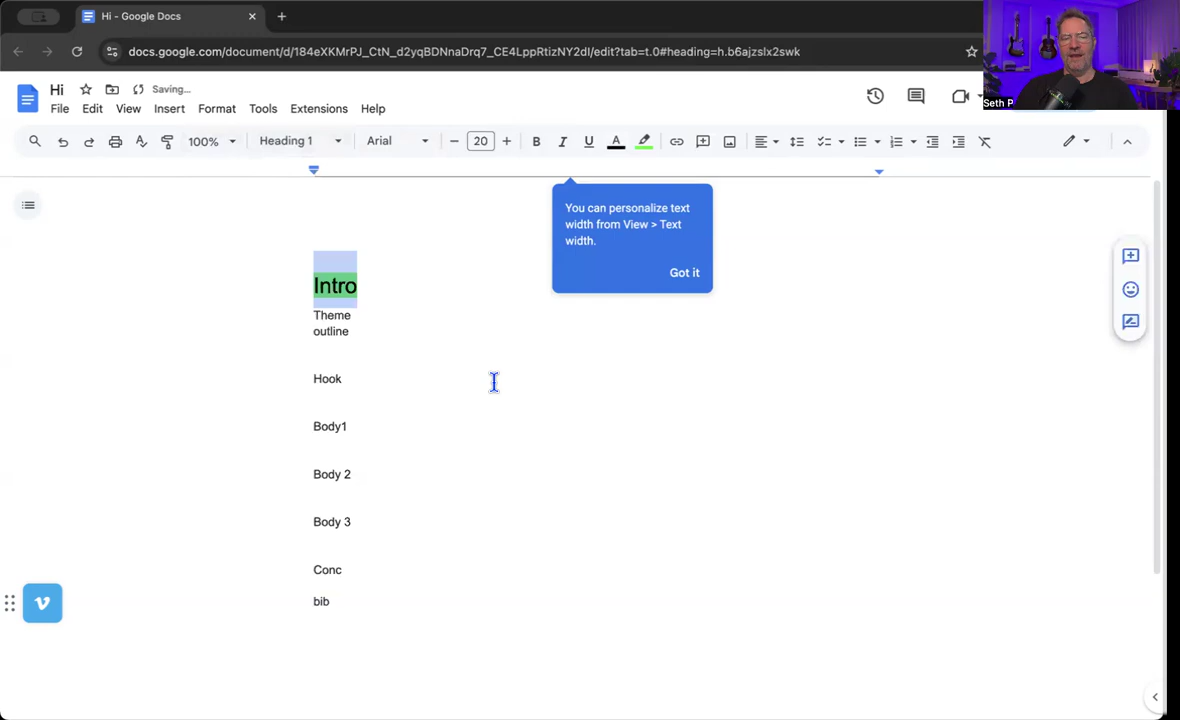 Hi - Google Docs
docs.google.com/document/d/184eXKMrPJ_CtN_d2yqBDNnaDrq7_CE4LppRtizNY2dI/edit?tab=t.0#heading=h.b6ajzslx2swk
Seth P
Hi
Saving...
File Edit View Insert Format Tools Extensions Help
100% Heading 1 Arial 20 B I U A
You can personalize text
width from View > Text
width.
Got it
Intro
Theme
outline
Hook
Body1
Body 2
Body 3
Conc
bib